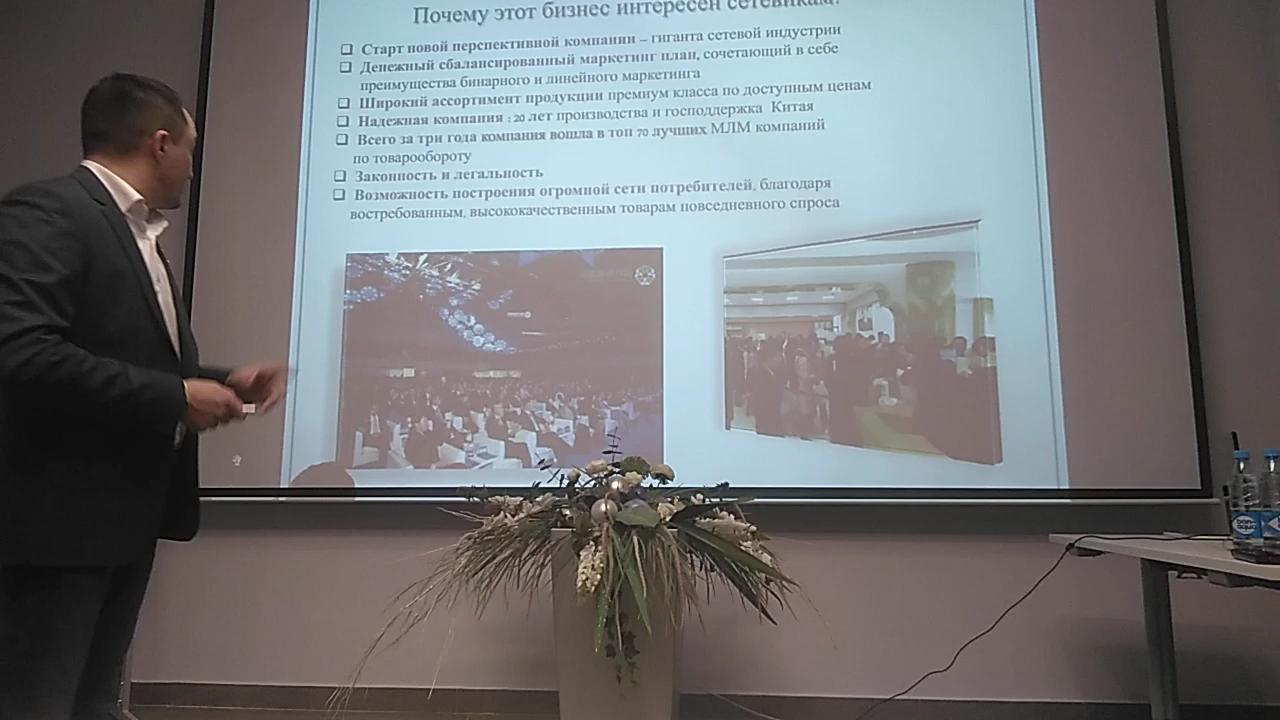 Почему этот бизнес интересен сетевикам?
❑ Старт новой перспективной компании – гиганта сетевой индустрии
❑ Денежный сбалансированный маркетинг план, сочетающий в себе
преимущества бинарного и линейного маркетинга
❑ Широкий ассортимент продукции премиум класса по доступным ценам
❑ Надежная компания : 20 лет производства и господдержка Китая
❑ Всего за три года компания вошла в топ 70 лучших МЛМ компаний
по товарообороту
❑ Законность и легальность
❑ Возможность построения огромной сети потребителей, благодаря
востребованным, высококачественным товарам повседневного спроса
bon
aqua